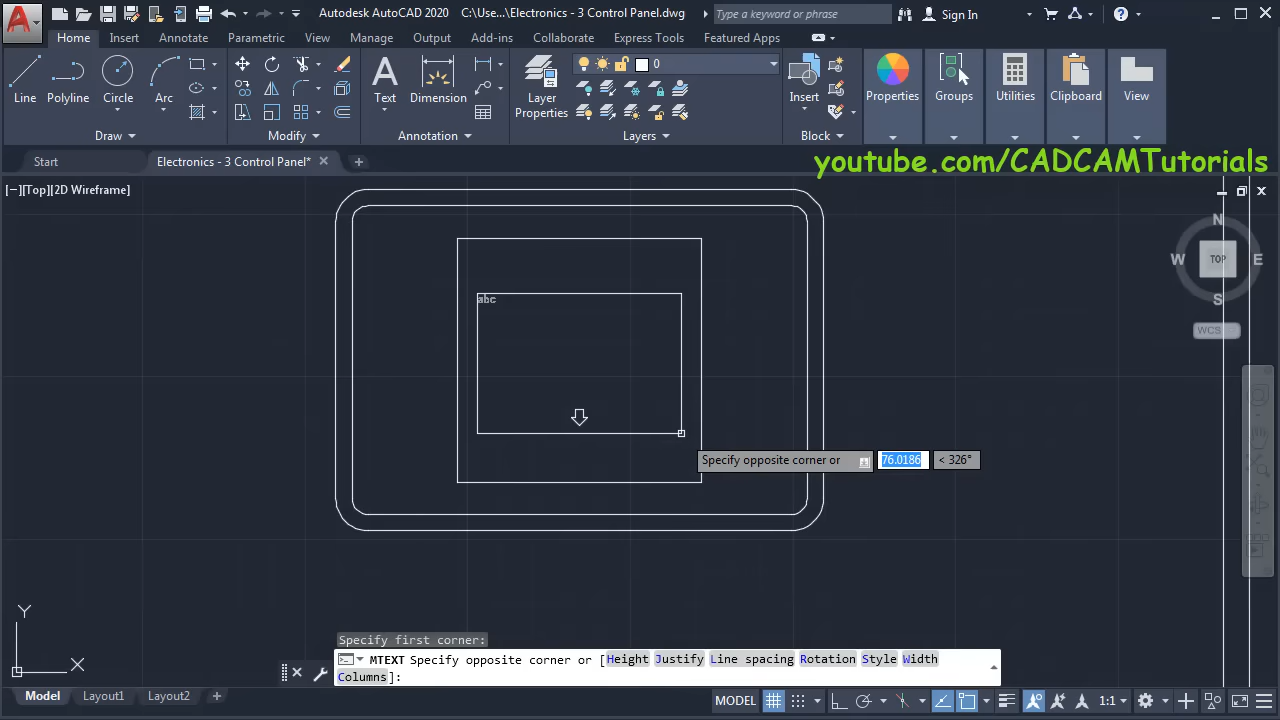 Autodesk AutoCAD 2020 C:\Use...\Electronics - 3 Control Panel.dwg
Type a keyword or phrase
Sign In
Home Insert Annotate Parametric View Manage Output Add-ins Collaborate Express Tools Featured Apps
0
Line Polyline Circle Arc
Text Dimension
Layer
Properties
Insert
Properties Groups Utilities Clipboard View
Draw Modify Annotation Layers Block
Start Electronics - 3 Control Panel*
youtube.com/CADCAMTutorials
[−][Top][2D Wireframe]
N
W TOP E
S
WCS
abc
Specify opposite corner or 76.0186 < 326°
Y
X
Specify first corner:
MTEXT Specify opposite corner or [Height Justify Line spacing Rotation Style Width
Columns]:
Model Layout1 Layout2
MODEL 1:1